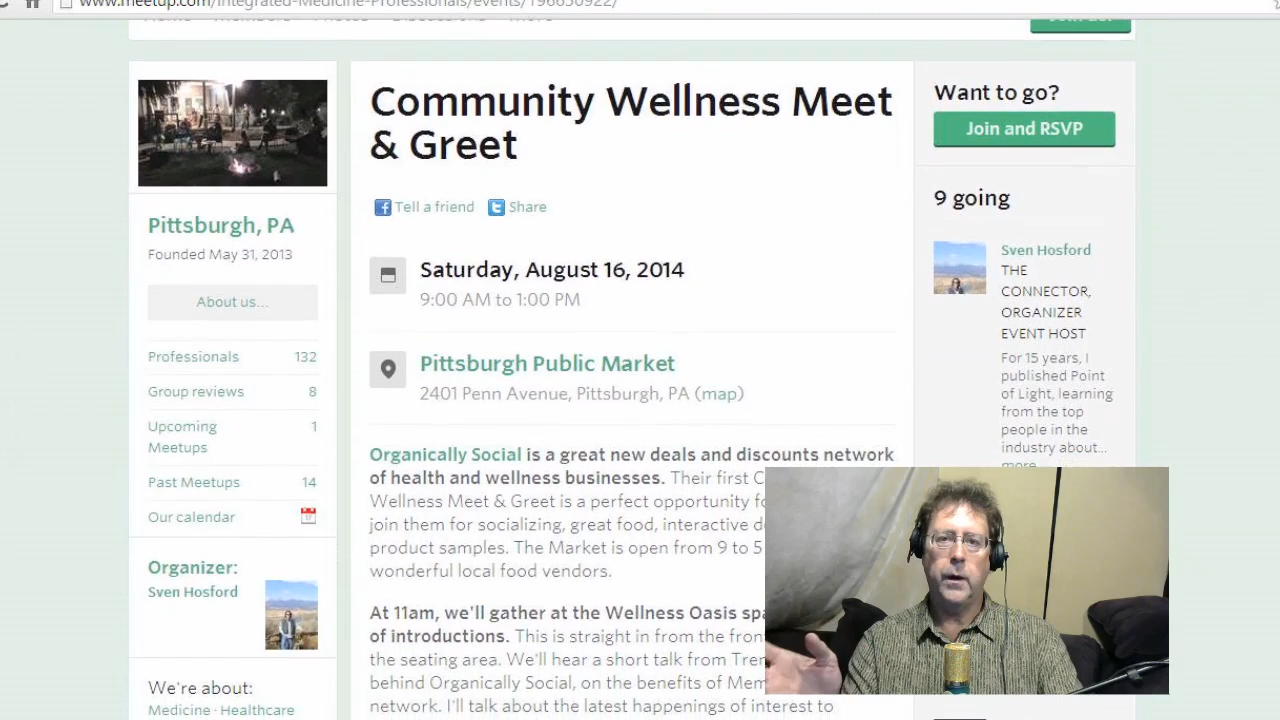 www.meetup.com/Integrated-Medicine-Professionals/events/196650922/
Pittsburgh, PA
Founded May 31, 2013
About us...
Professionals 132
Group reviews 8
Upcoming Meetups 1
Past Meetups 14
Our calendar
Organizer:
Sven Hosford
We're about:
Medicine · Healthcare
Community Wellness Meet
& Greet
Tell a friend Share
Saturday, August 16, 2014
9:00 AM to 1:00 PM
Pittsburgh Public Market
2401 Penn Avenue, Pittsburgh, PA (map)
Organically Social is a great new deals and discounts network
of health and wellness businesses. Their first
Wellness Meet & Greet is a perfect opportunity
join them for socializing, great food, interactive
product samples. The Market is open from 9 to 5
wonderful local food vendors.
At 11am, we'll gather at the Wellness Oasis
of introductions. This is straight in from the
the seating area. We'll hear a short talk from
behind Organically Social, on the benefits of
network. I'll talk about the latest happenings of interest to
Want to go?
Join and RSVP
9 going
Sven Hosford
THE
CONNECTOR,
ORGANIZER
EVENT HOST
For 15 years, I
published Point
of Light, learning
from the top
people in the
industry about...
more